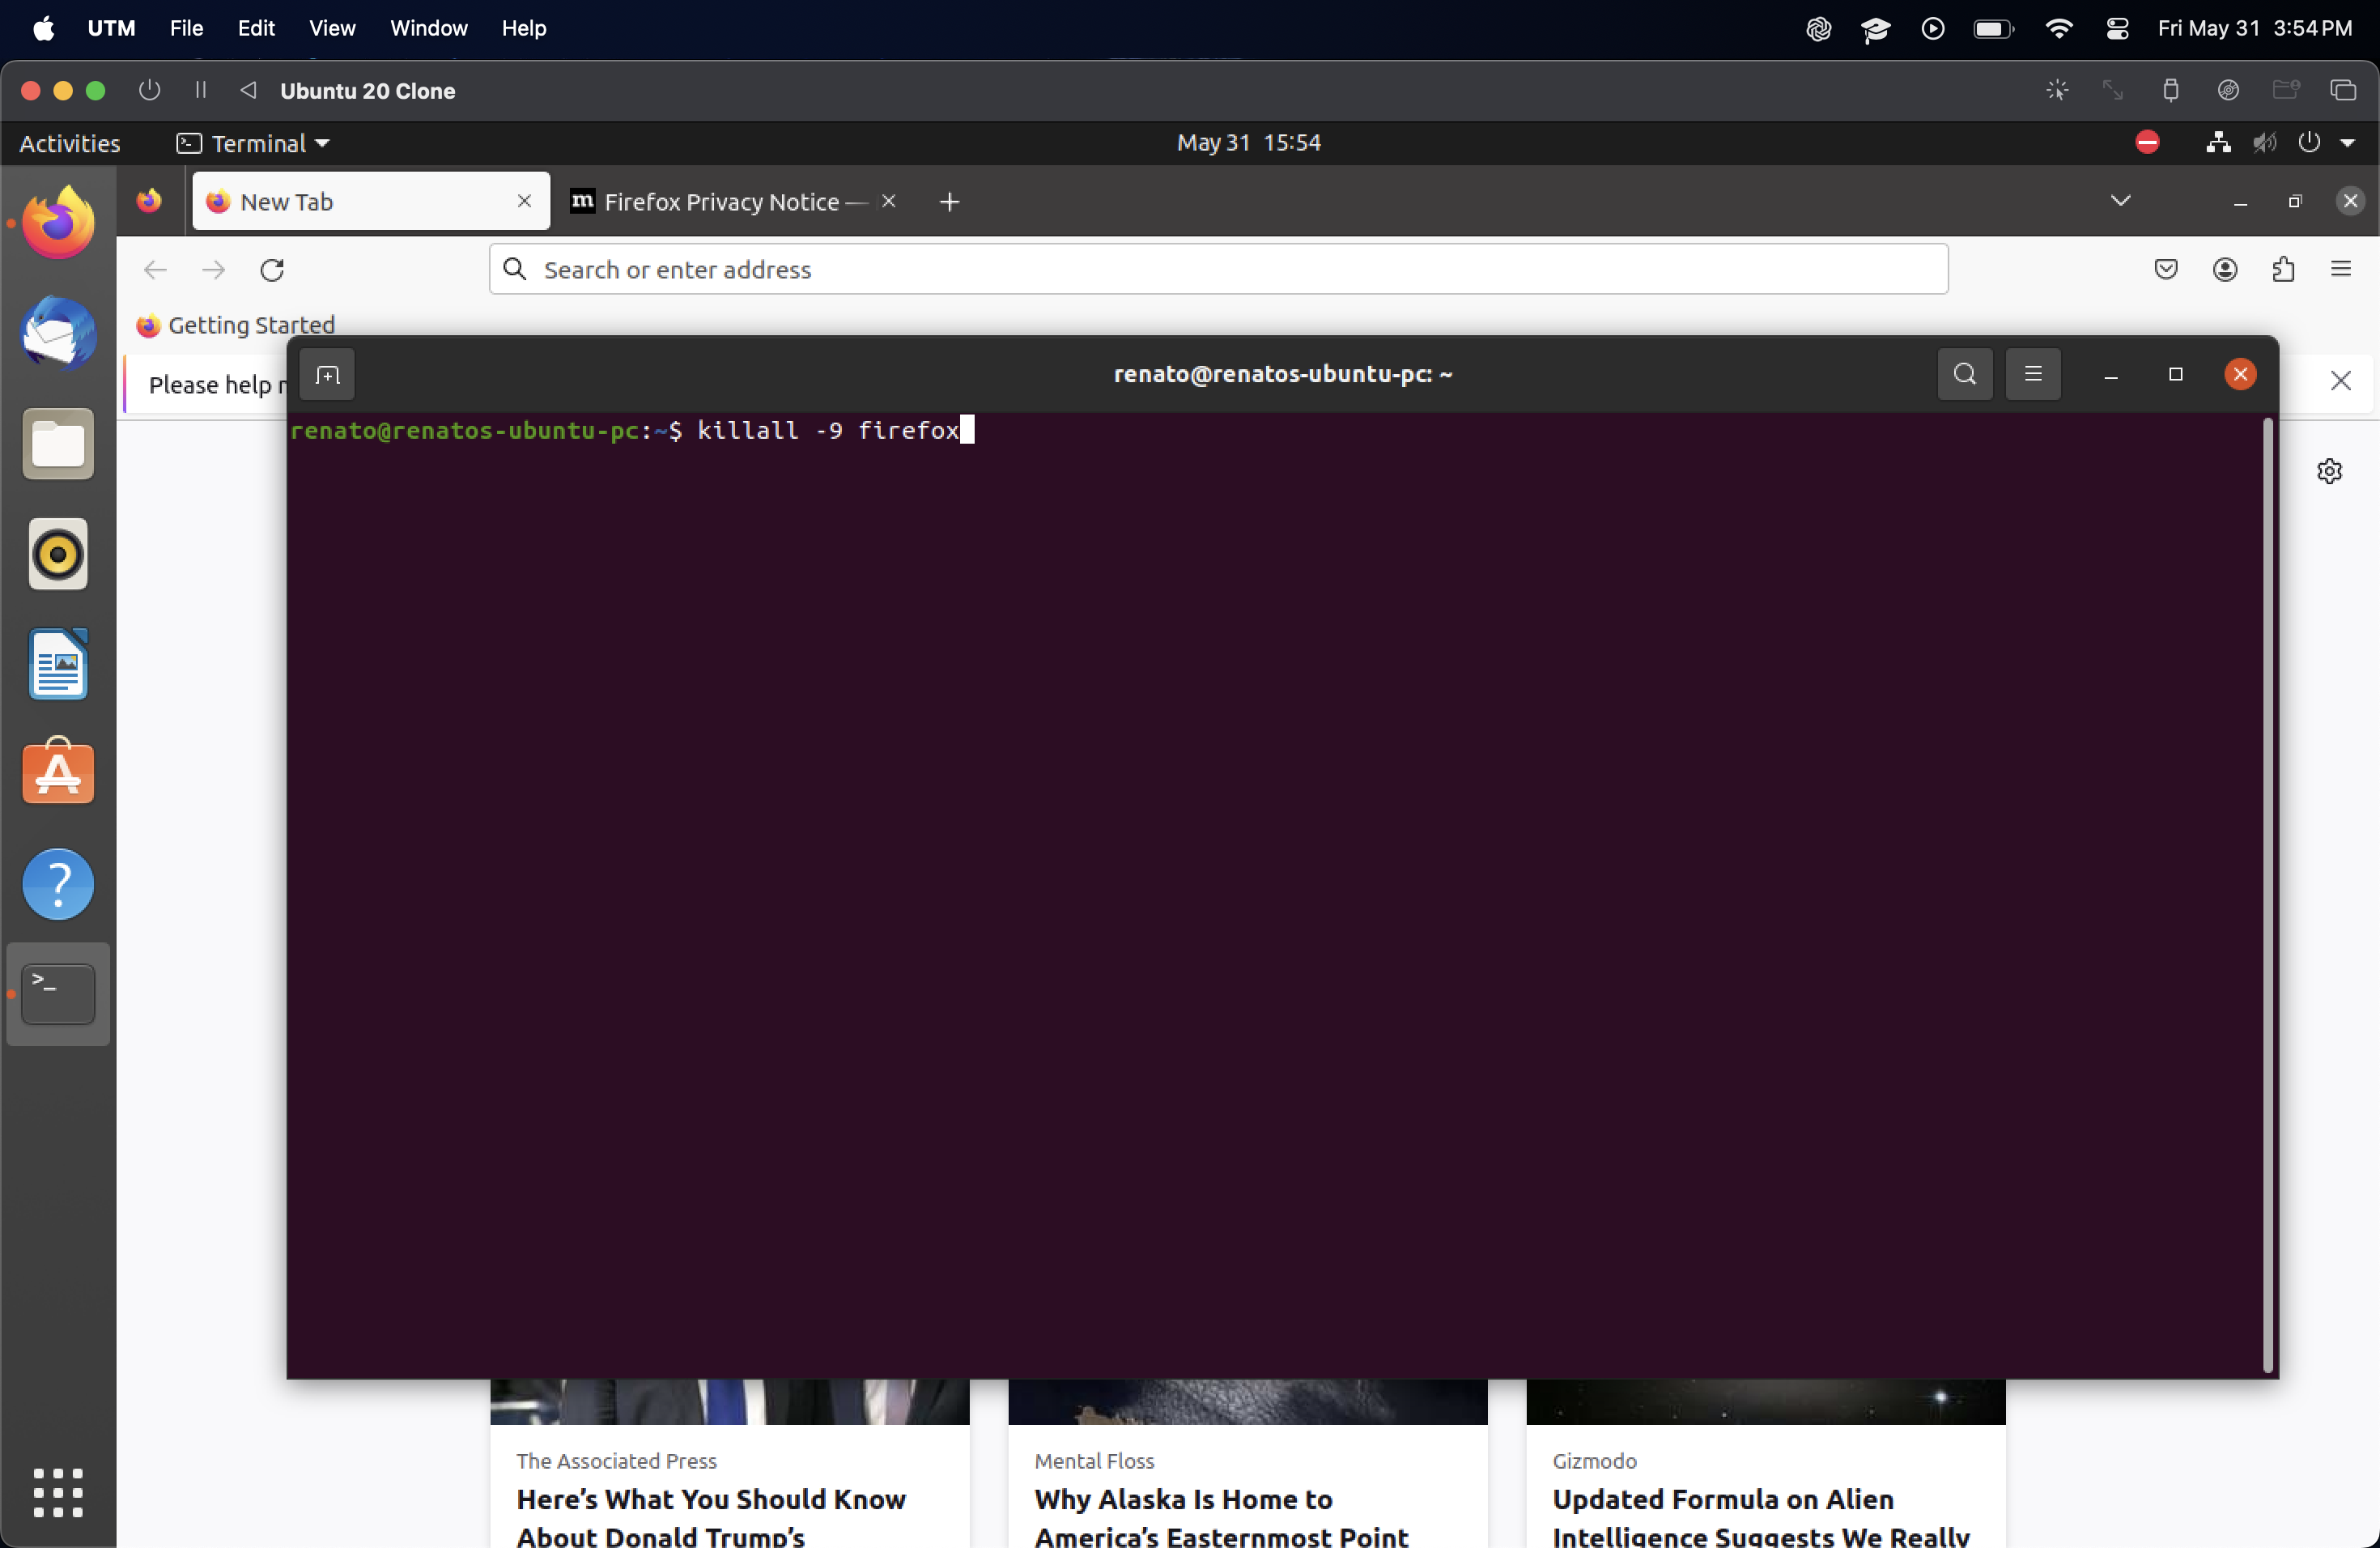 UTM File Edit View Window Help Fri May 31 3:54 PM
Ubuntu 20 Clone
Activities Terminal May 31 15:54
New Tab m Firefox Privacy Notice —
Search or enter address
Getting Started
Please help
renato@renatos-ubuntu-pc: ~
renato@renatos-ubuntu-pc:~$ killall -9 firefox
The Associated Press
Here’s What You Should Know
About Donald Trump’s
Mental Floss
Why Alaska Is Home to
America’s Easternmost Point
Gizmodo
Updated Formula on Alien
Intelligence Suggests We Really